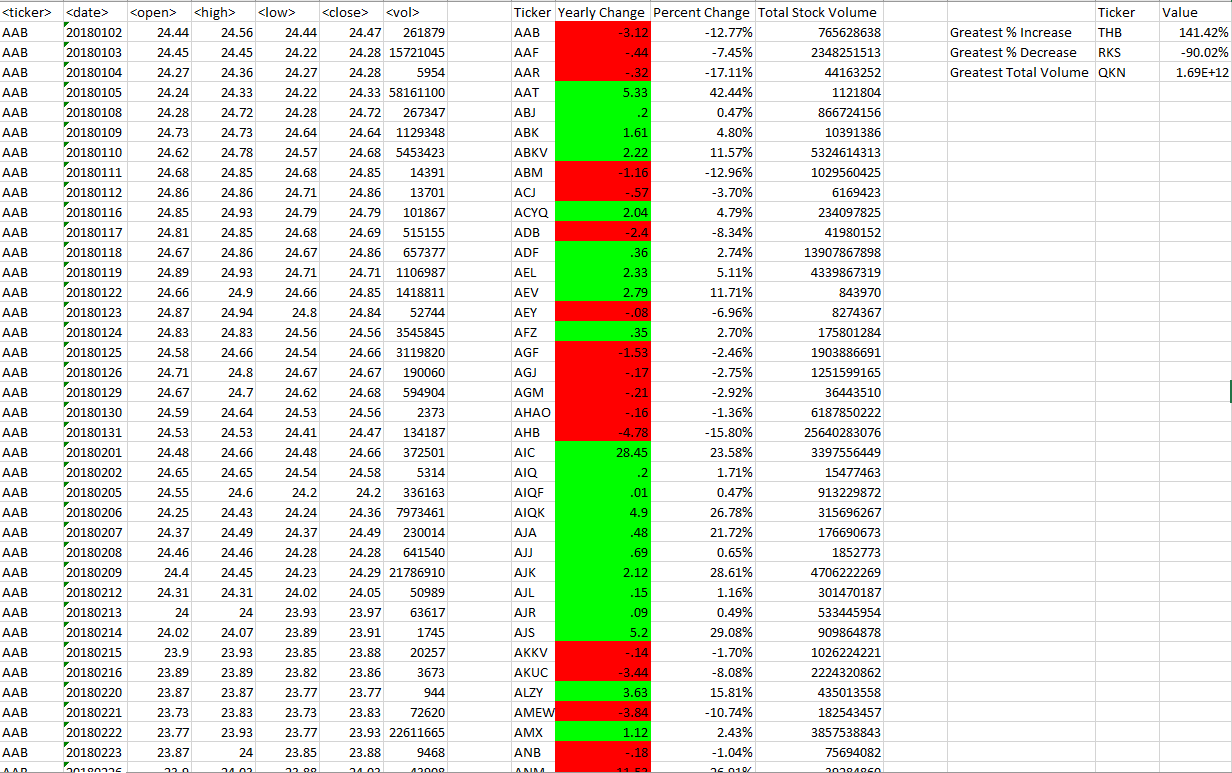 <ticker> <date> <open> <high> <low> <close> <vol> Ticker Yearly Change Percent Change Total Stock Volume Ticker Value
AAB 20180102 24.44 24.56 24.44 24.47 261879 AAB -3.12 -12.77% 765628638 Greatest % Increase THB 141.42%
AAB 20180103 24.45 24.45 24.22 24.28 15721045 AAF -.44 -7.45% 2348251513 Greatest % Decrease RKS -90.02%
AAB 20180104 24.27 24.36 24.27 24.28 5954 AAR -.32 -17.11% 44163252 Greatest Total Volume QKN 1.69E+12
AAB 20180105 24.24 24.33 24.22 24.33 58161100 AAT 5.33 42.44% 1121804
AAB 20180108 24.28 24.72 24.28 24.72 267347 ABJ .2 0.47% 866724156
AAB 20180109 24.73 24.73 24.64 24.64 1129348 ABK 1.61 4.80% 10391386
AAB 20180110 24.62 24.78 24.57 24.68 5453423 ABKV 2.22 11.57% 5324614313
AAB 20180111 24.68 24.85 24.68 24.85 14391 ABM -1.16 -12.96% 1029560425
AAB 20180112 24.86 24.86 24.71 24.86 13701 ACJ -.57 -3.70% 6169423
AAB 20180116 24.85 24.93 24.79 24.79 101867 ACYQ 2.04 4.79% 234097825
AAB 20180117 24.81 24.85 24.68 24.69 515155 ADB -2.4 -8.34% 41980152
AAB 20180118 24.67 24.86 24.67 24.86 657377 ADF .36 2.74% 13907867898
AAB 20180119 24.89 24.93 24.71 24.71 1106987 AEL 2.33 5.11% 4339867319
AAB 20180122 24.66 24.9 24.66 24.85 1418811 AEV 2.79 11.71% 843970
AAB 20180123 24.87 24.94 24.8 24.84 52744 AEY -.08 -6.96% 8274367
AAB 20180124 24.83 24.83 24.56 24.56 3545845 AFZ .35 2.70% 175801284
AAB 20180125 24.58 24.66 24.54 24.66 3119820 AGF -1.53 -2.46% 1903886691
AAB 20180126 24.71 24.8 24.67 24.67 190060 AGJ -.17 -2.75% 1251599165
AAB 20180129 24.67 24.7 24.62 24.68 594904 AGM -.21 -2.92% 36443510
AAB 20180130 24.59 24.64 24.53 24.56 2373 AHAO -.16 -1.36% 6187850222
AAB 20180131 24.53 24.53 24.41 24.47 134187 AHB -4.78 -15.80% 25640283076
AAB 20180201 24.48 24.66 24.48 24.66 372501 AIC 28.45 23.58% 3397556449
AAB 20180202 24.65 24.65 24.54 24.58 5314 AIQ .2 1.71% 15477463
AAB 20180205 24.55 24.6 24.2 24.2 336163 AIQF .01 0.47% 913229872
AAB 20180206 24.25 24.43 24.24 24.36 7973461 AIQK 4.9 26.78% 315696267
AAB 20180207 24.37 24.49 24.37 24.49 230014 AJA .48 21.72% 176690673
AAB 20180208 24.46 24.46 24.28 24.28 641540 AJJ .69 0.65% 1852773
AAB 20180209 24.4 24.45 24.23 24.29 21786910 AJK 2.12 28.61% 4706222269
AAB 20180212 24.31 24.31 24.02 24.05 50989 AJL .15 1.16% 301470187
AAB 20180213 24 24 23.93 23.97 63617 AJR .09 0.49% 533445954
AAB 20180214 24.02 24.07 23.89 23.91 1745 AJS 5.2 29.08% 909864878
AAB 20180215 23.9 23.93 23.85 23.88 20257 AKKV -.14 -1.70% 1026224221
AAB 20180216 23.89 23.89 23.82 23.86 3673 AKUC -3.44 -8.08% 2224320862
AAB 20180220 23.87 23.87 23.77 23.77 944 ALZY 3.63 15.81% 435013558
AAB 20180221 23.73 23.83 23.73 23.83 72620 AMEW -3.84 -10.74% 182543457
AAB 20180222 23.77 23.93 23.77 23.93 22611665 AMX 1.12 2.43% 3857538843
AAB 20180223 23.87 24 23.85 23.88 9468 ANB -.18 -1.04% 75694082